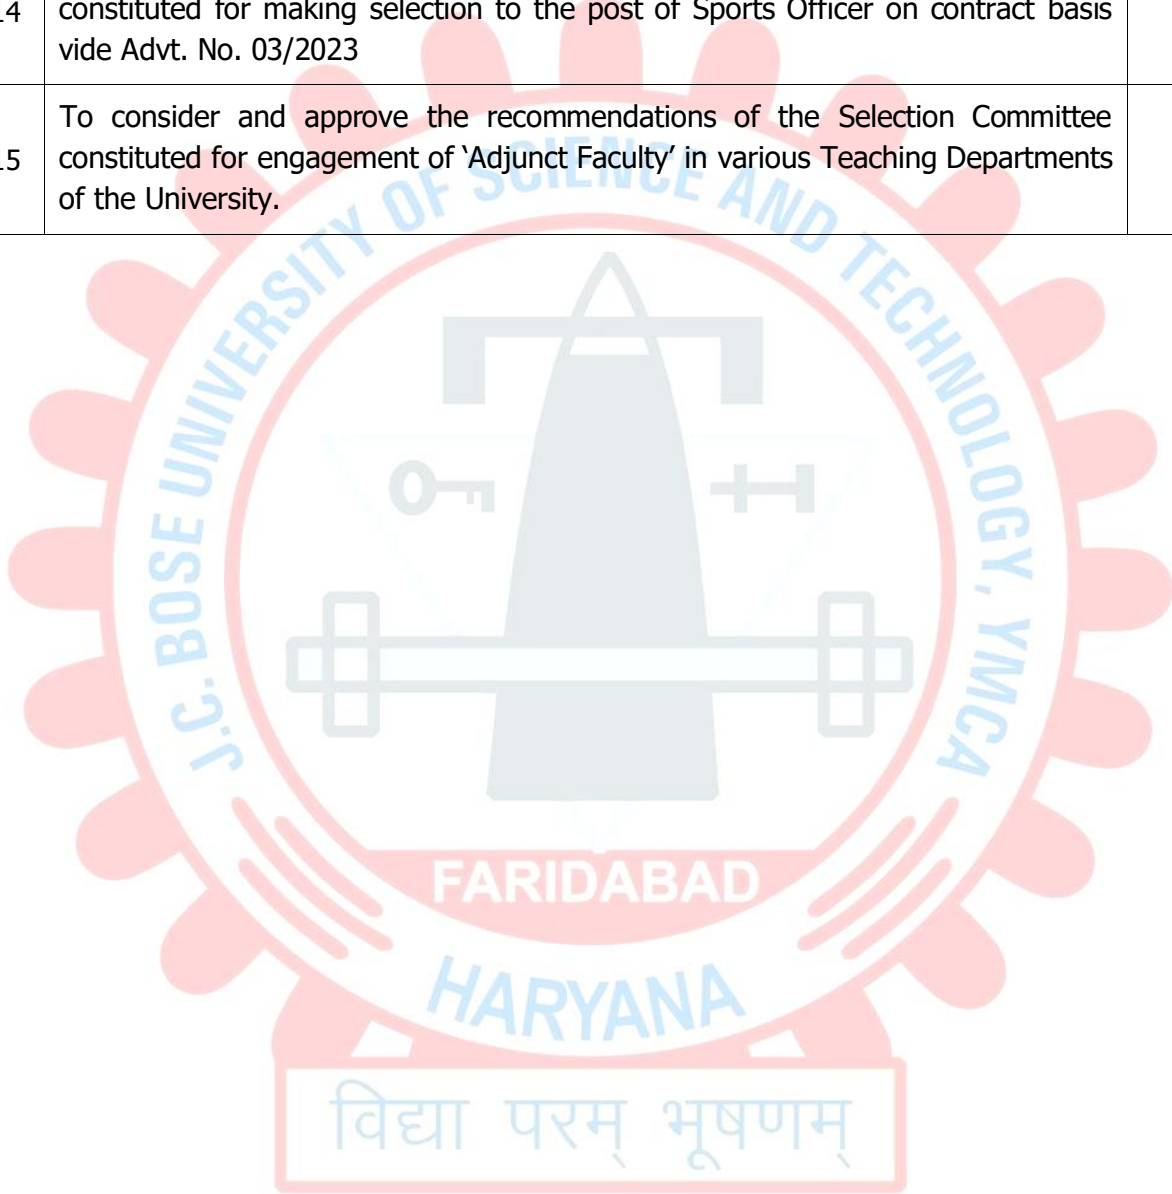 14 constituted for making selection to the post of Sports Officer on contract basis
vide Advt. No. 03/2023
To consider and approve the recommendations of the Selection Committee
15 constituted for engagement of ‘Adjunct Faculty’ in various Teaching Departments
of the University.
J.C. BOSE UNIVERSITY OF SCIENCE AND TECHNOLOGY, YMCA
FARIDABAD
HARYANA
विद्या परम् भूषणम्